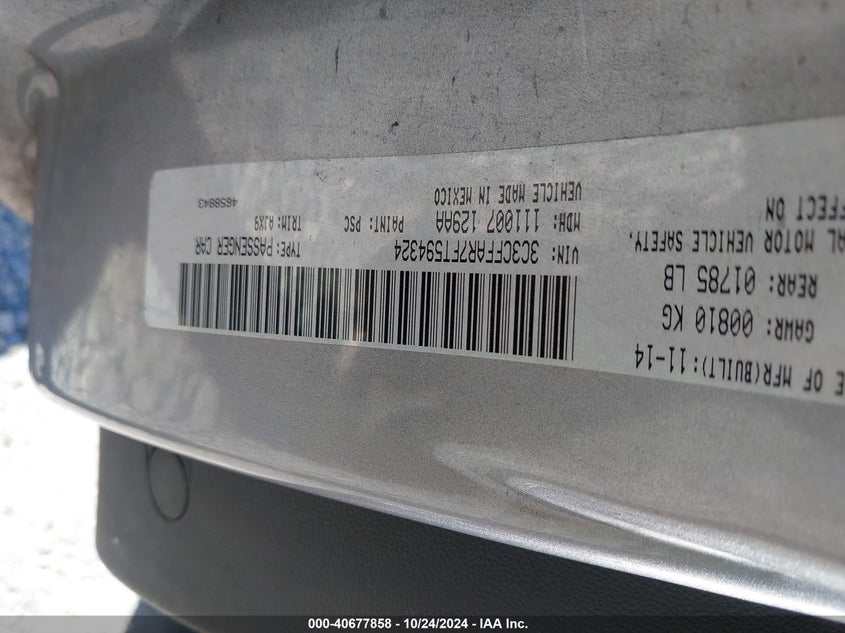 E OF MFR(BUILT): 11-14
GAWR: 00810 KG
REAR: 01785 LB
AL MOTOR VEHICLE SAFETY,
EFFECT ON
VIN: 3C3CFFAR7FT594324
TYPE: PASSENGER CAR
MDH: 111007 129AA
PAINT: PSC
TRIM: AJX9
VEHICLE MADE IN MEXICO
4658843
000-40677858 - 10/24/2024 - IAA Inc.